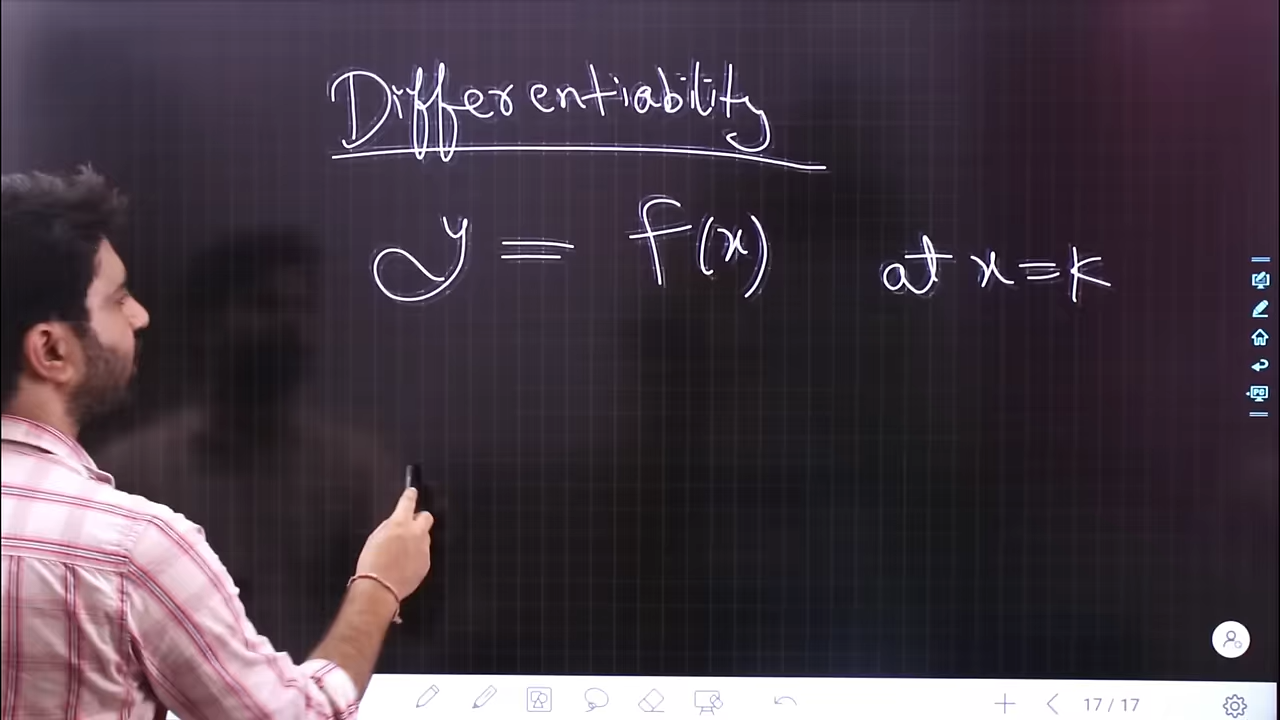 Differentiability
y = f(x) at x = k
17 / 17